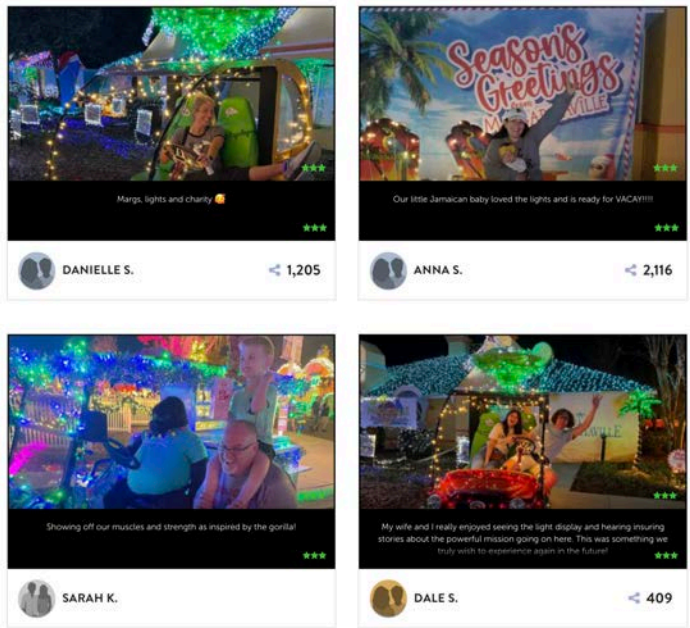 Season's
Greetings
from
Margs, lights and charity 🥰
Our little Jamaican baby loved the lights and is ready for VACAY!!!!
DANIELLE S.
1,205
ANNA S.
2,116
Showing off our muscles and strength as inspired by the gorilla!
My wife and I really enjoyed seeing the light display and hearing insuring
stories about the powerful mission going on here. This was something we
truly wish to experience again in the future!
SARAH K.
DALE S.
409